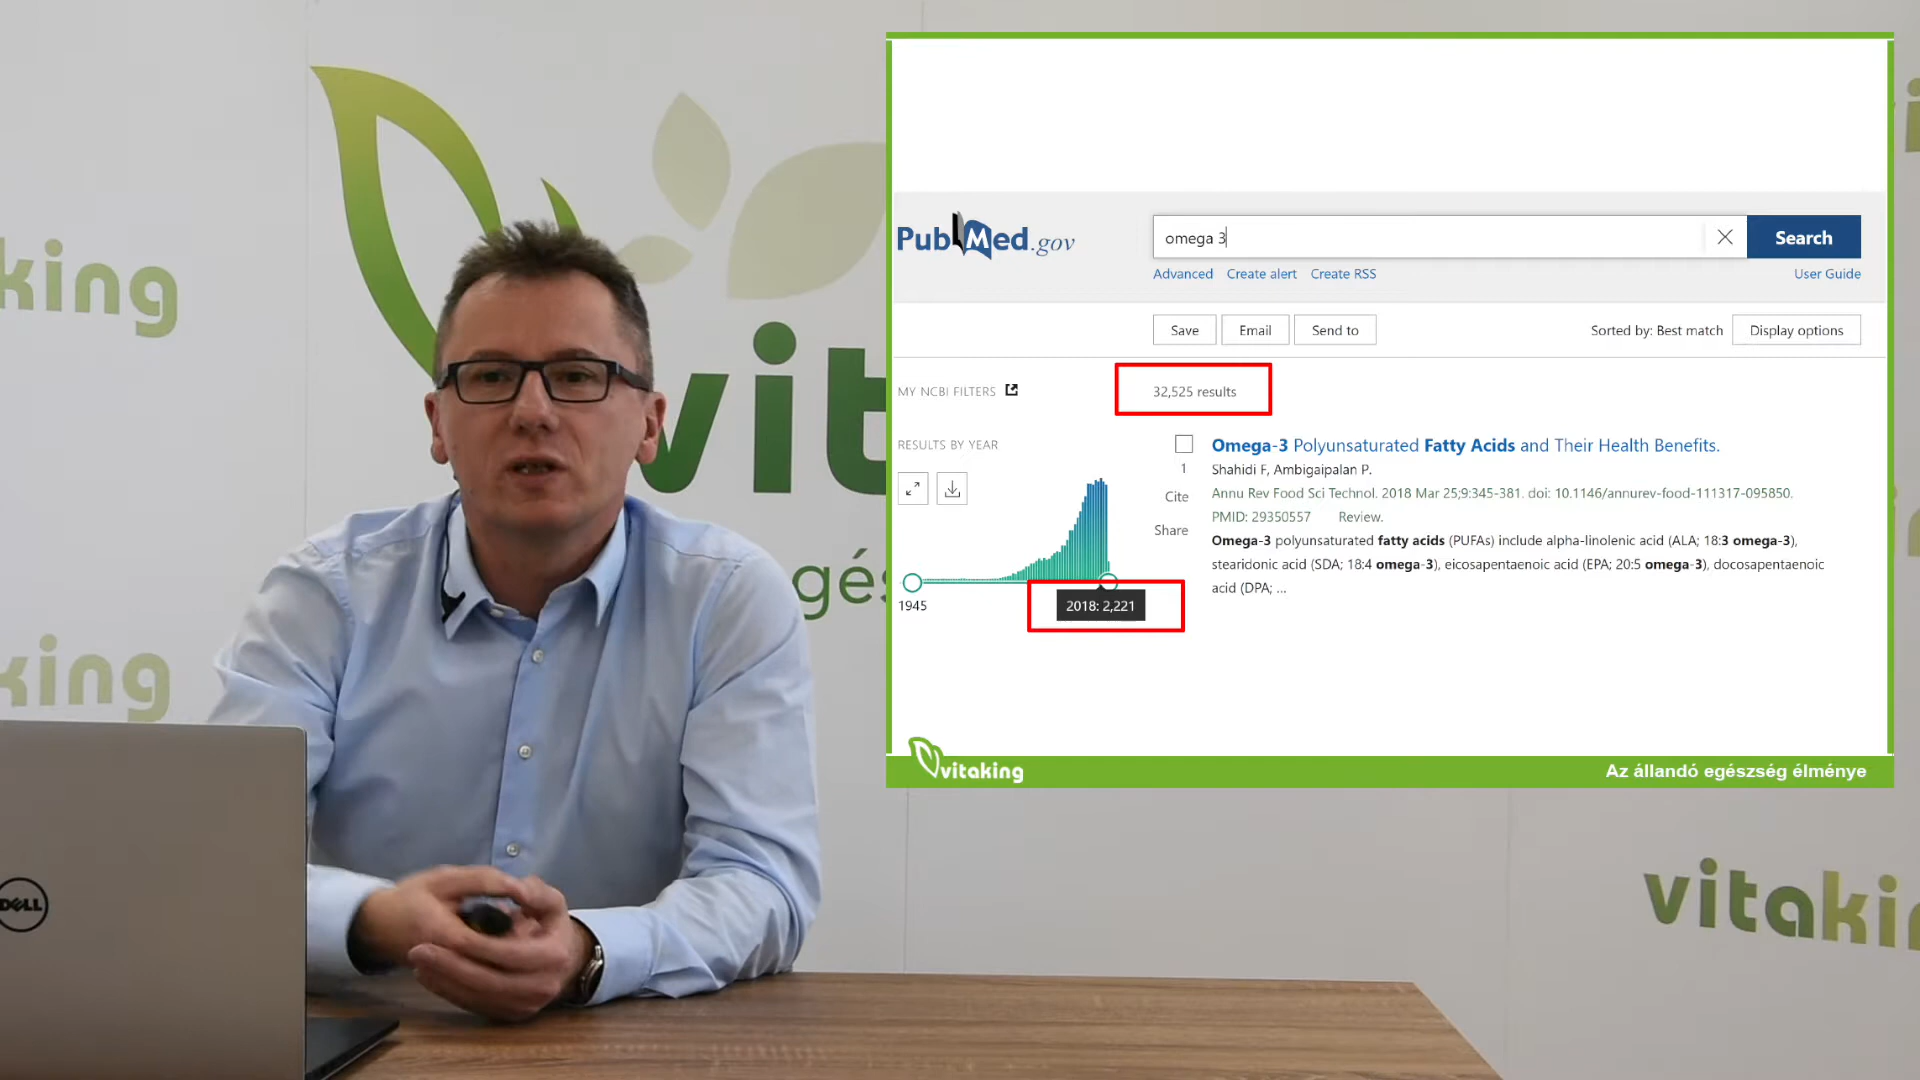 PubMed.gov
omega 3
Search
Advanced Create alert Create RSS
User Guide
Save Email Send to
Sorted by: Best match Display options
MY NCBI FILTERS
32,525 results
RESULTS BY YEAR
Omega-3 Polyunsaturated Fatty Acids and Their Health Benefits.
1
Shahidi F, Ambigaipalan P.
Cite
Annu Rev Food Sci Technol. 2018 Mar 25;9:345-381. doi: 10.1146/annurev-food-111317-095850.
PMID: 29350557 Review.
Share
Omega-3 polyunsaturated fatty acids (PUFAs) include alpha-linolenic acid (ALA; 18:3 omega-3),
stearidonic acid (SDA; 18:4 omega-3), eicosapentaenoic acid (EPA; 20:5 omega-3), docosapentaenoic
acid (DPA; ...
1945
2018: 2,221
vitaking
Az állandó egészség élménye
king
king
vit
egés
vitaki
DELL